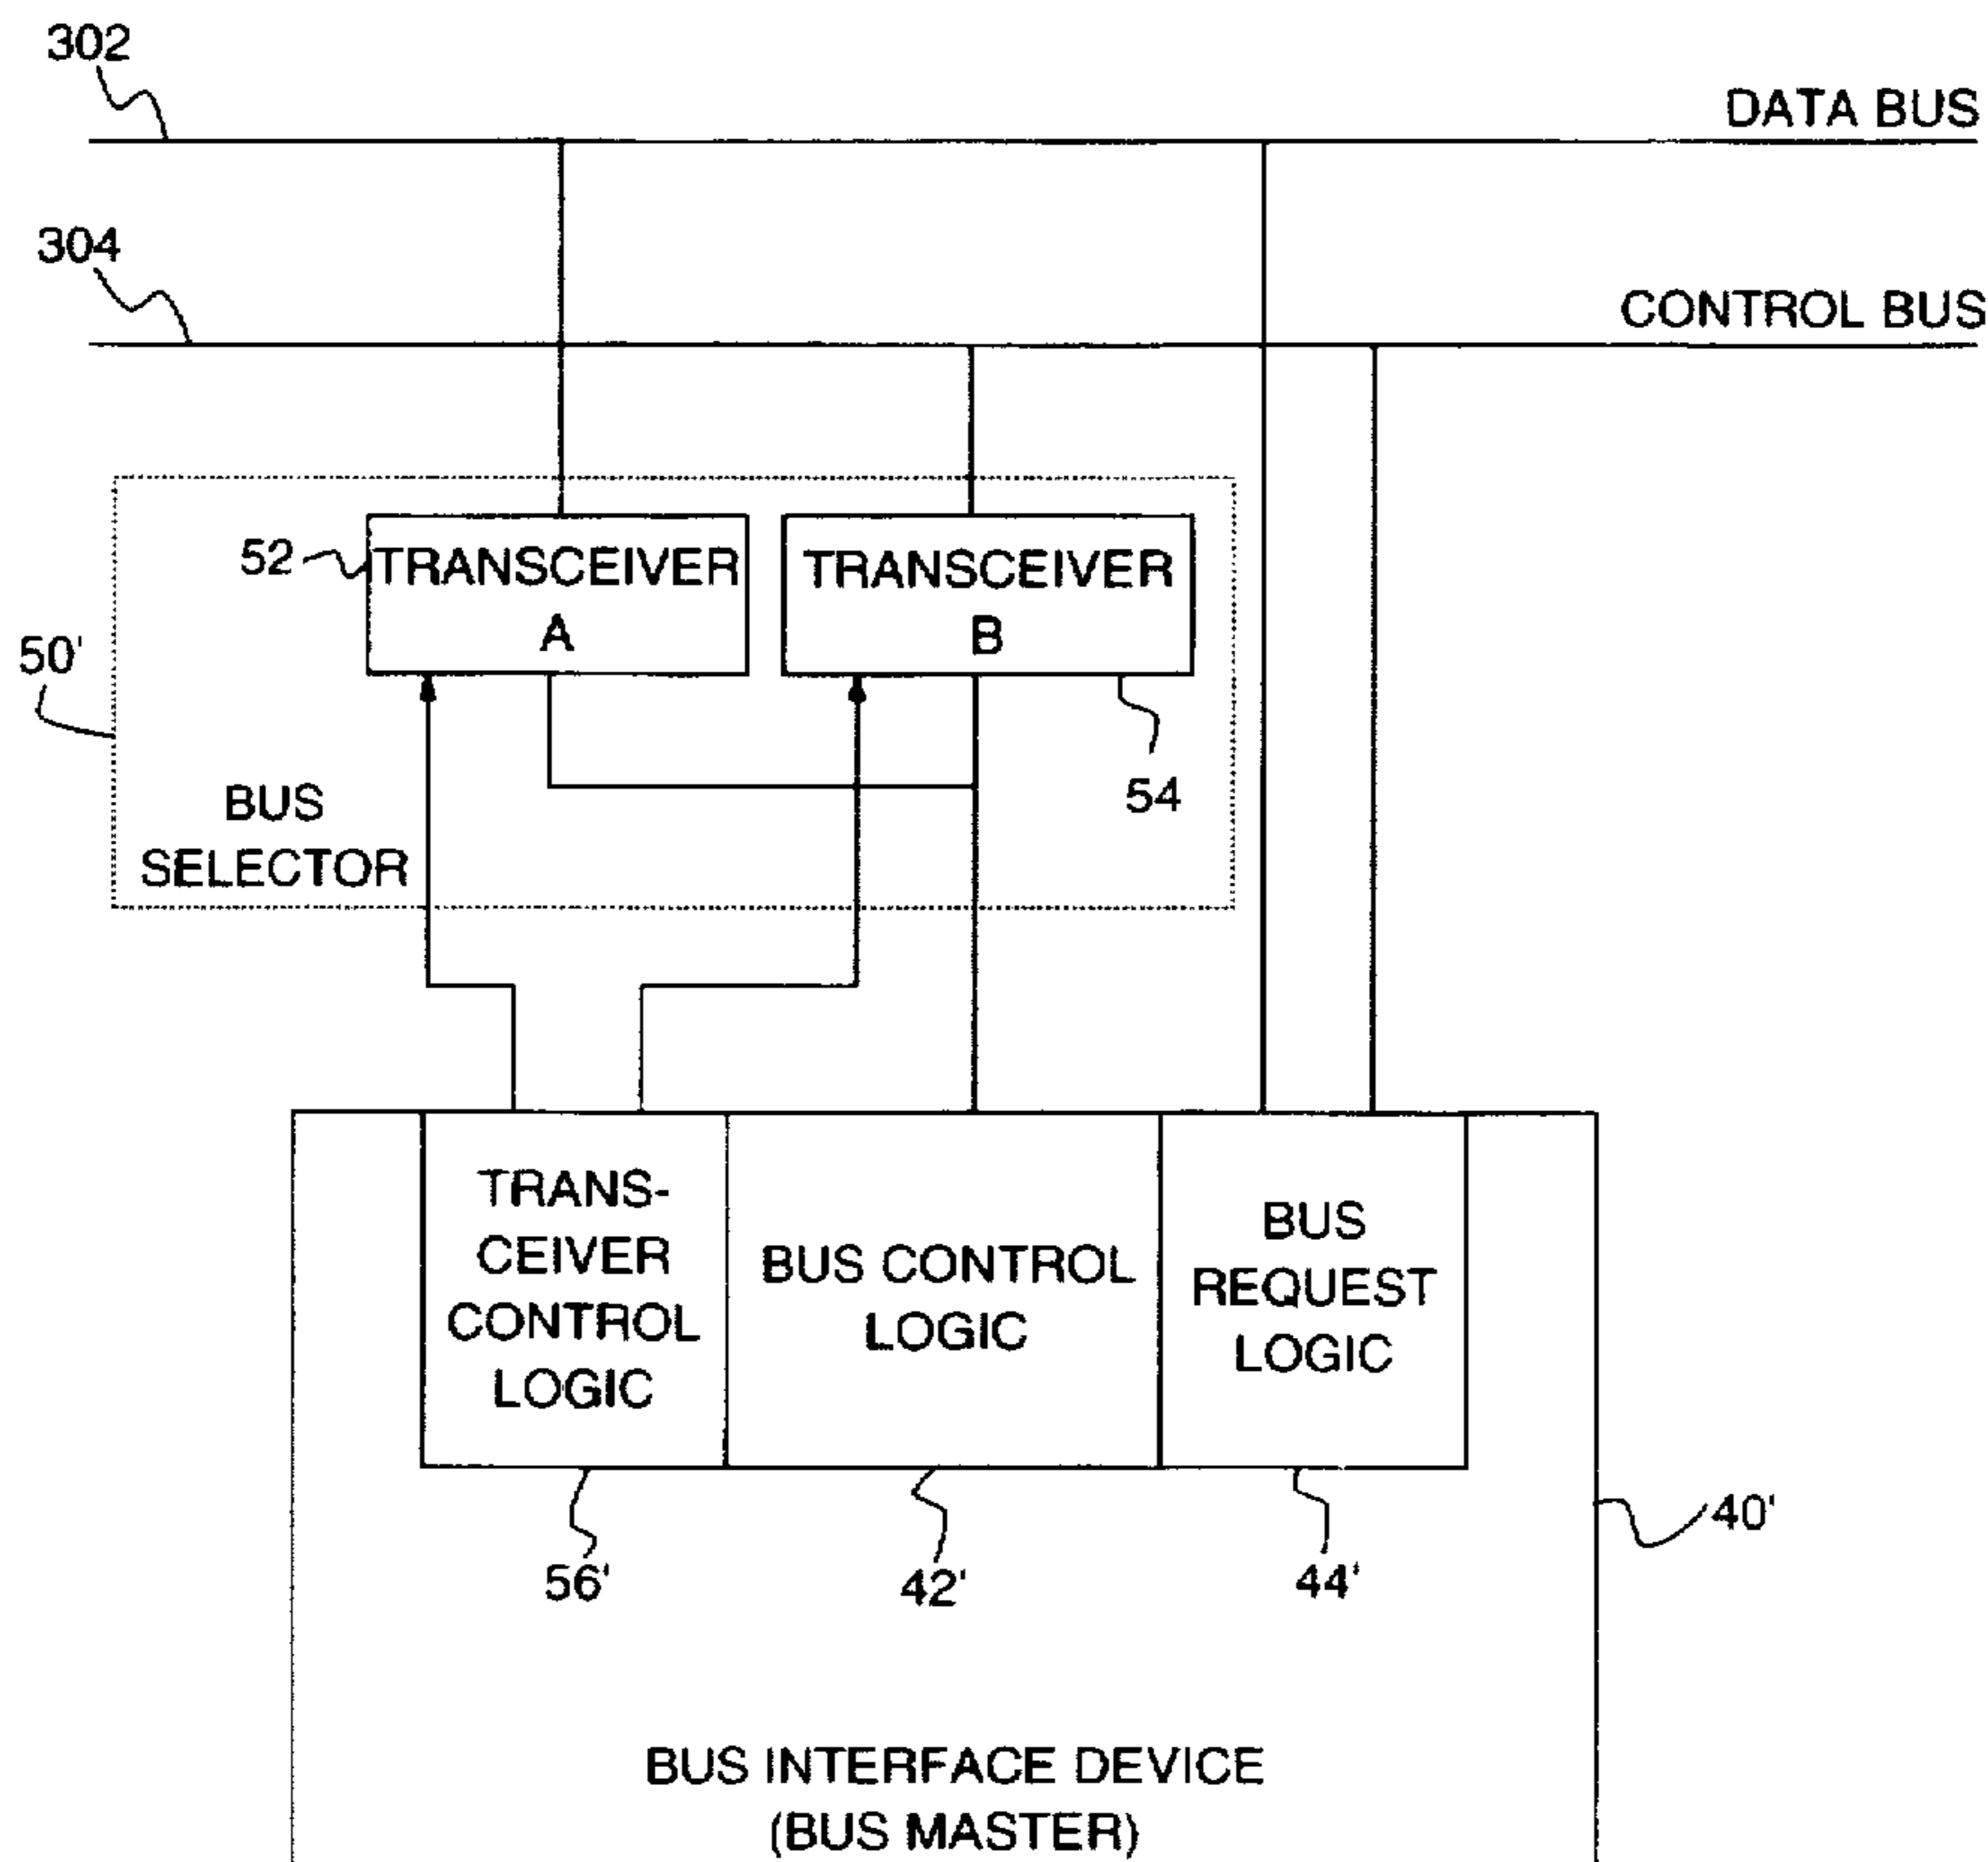 302
DATA BUS
304
CONTROL BUS
52
TRANSCEIVER
A
TRANSCEIVER
B
50'
54
BUS
SELECTOR
TRANS-
CEIVER
CONTROL
LOGIC
BUS CONTROL
LOGIC
BUS
REQUEST
LOGIC
40'
56'
42'
44'
BUS INTERFACE DEVICE
(BUS MASTER)